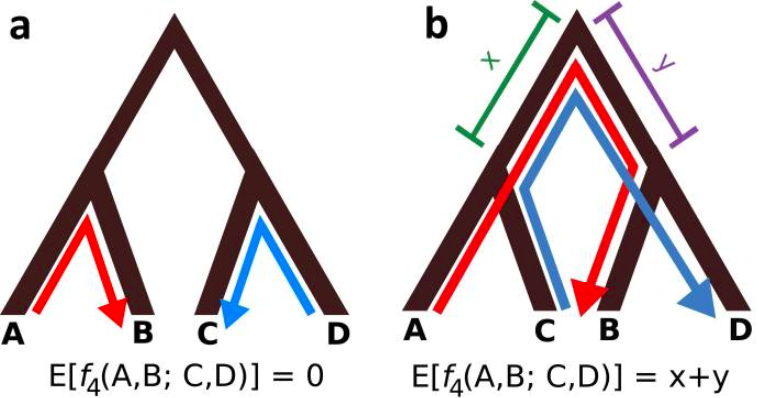 a
b
x
y
A B C D
A C B D
E[f₄(A,B; C,D)] = 0
E[f₄(A,B; C,D)] = x+y